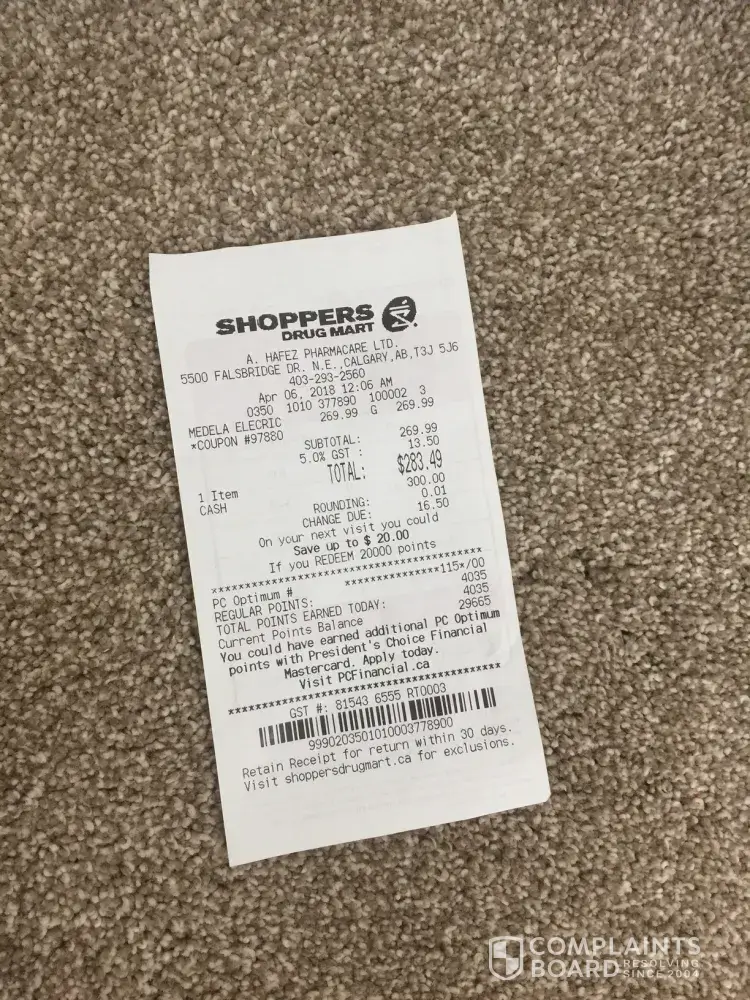 SHOPPERS
DRUG MART
A. HAFEZ PHARMACARE LTD.
5500 FALSBRIDGE DR. N.E.,CALGARY,AB,T3J 5J6
403-293-2560
Apr 06, 2018 12:06 AM
0350 1010 377890 100002 3
MEDELA ELECRIC 269.99 G 269.99
*COUPON #97880
SUBTOTAL: 269.99
5.0% GST : 13.50
TOTAL: $283.49
1 Item
CASH 300.00
ROUNDING: 0.01
CHANGE DUE: 16.50
On your next visit you could
Save up to $ 20.00
If you REDEEM 20000 points
****************************************
PC Optimum # **************115*/00
REGULAR POINTS: 4035
TOTAL POINTS EARNED TODAY: 4035
Current Points Balance 29665
You could have earned additional PC Optimum
points with President's Choice Financial
Mastercard. Apply today.
Visit PCFinancial.ca
****************************************
GST #: 81543 6555 RT0003
9990203501010003778900
Retain Receipt for return within 30 days.
Visit shoppersdrugmart.ca for exclusions.
COMPLAINTS
BOARD RESOLVING
SINCE 2004